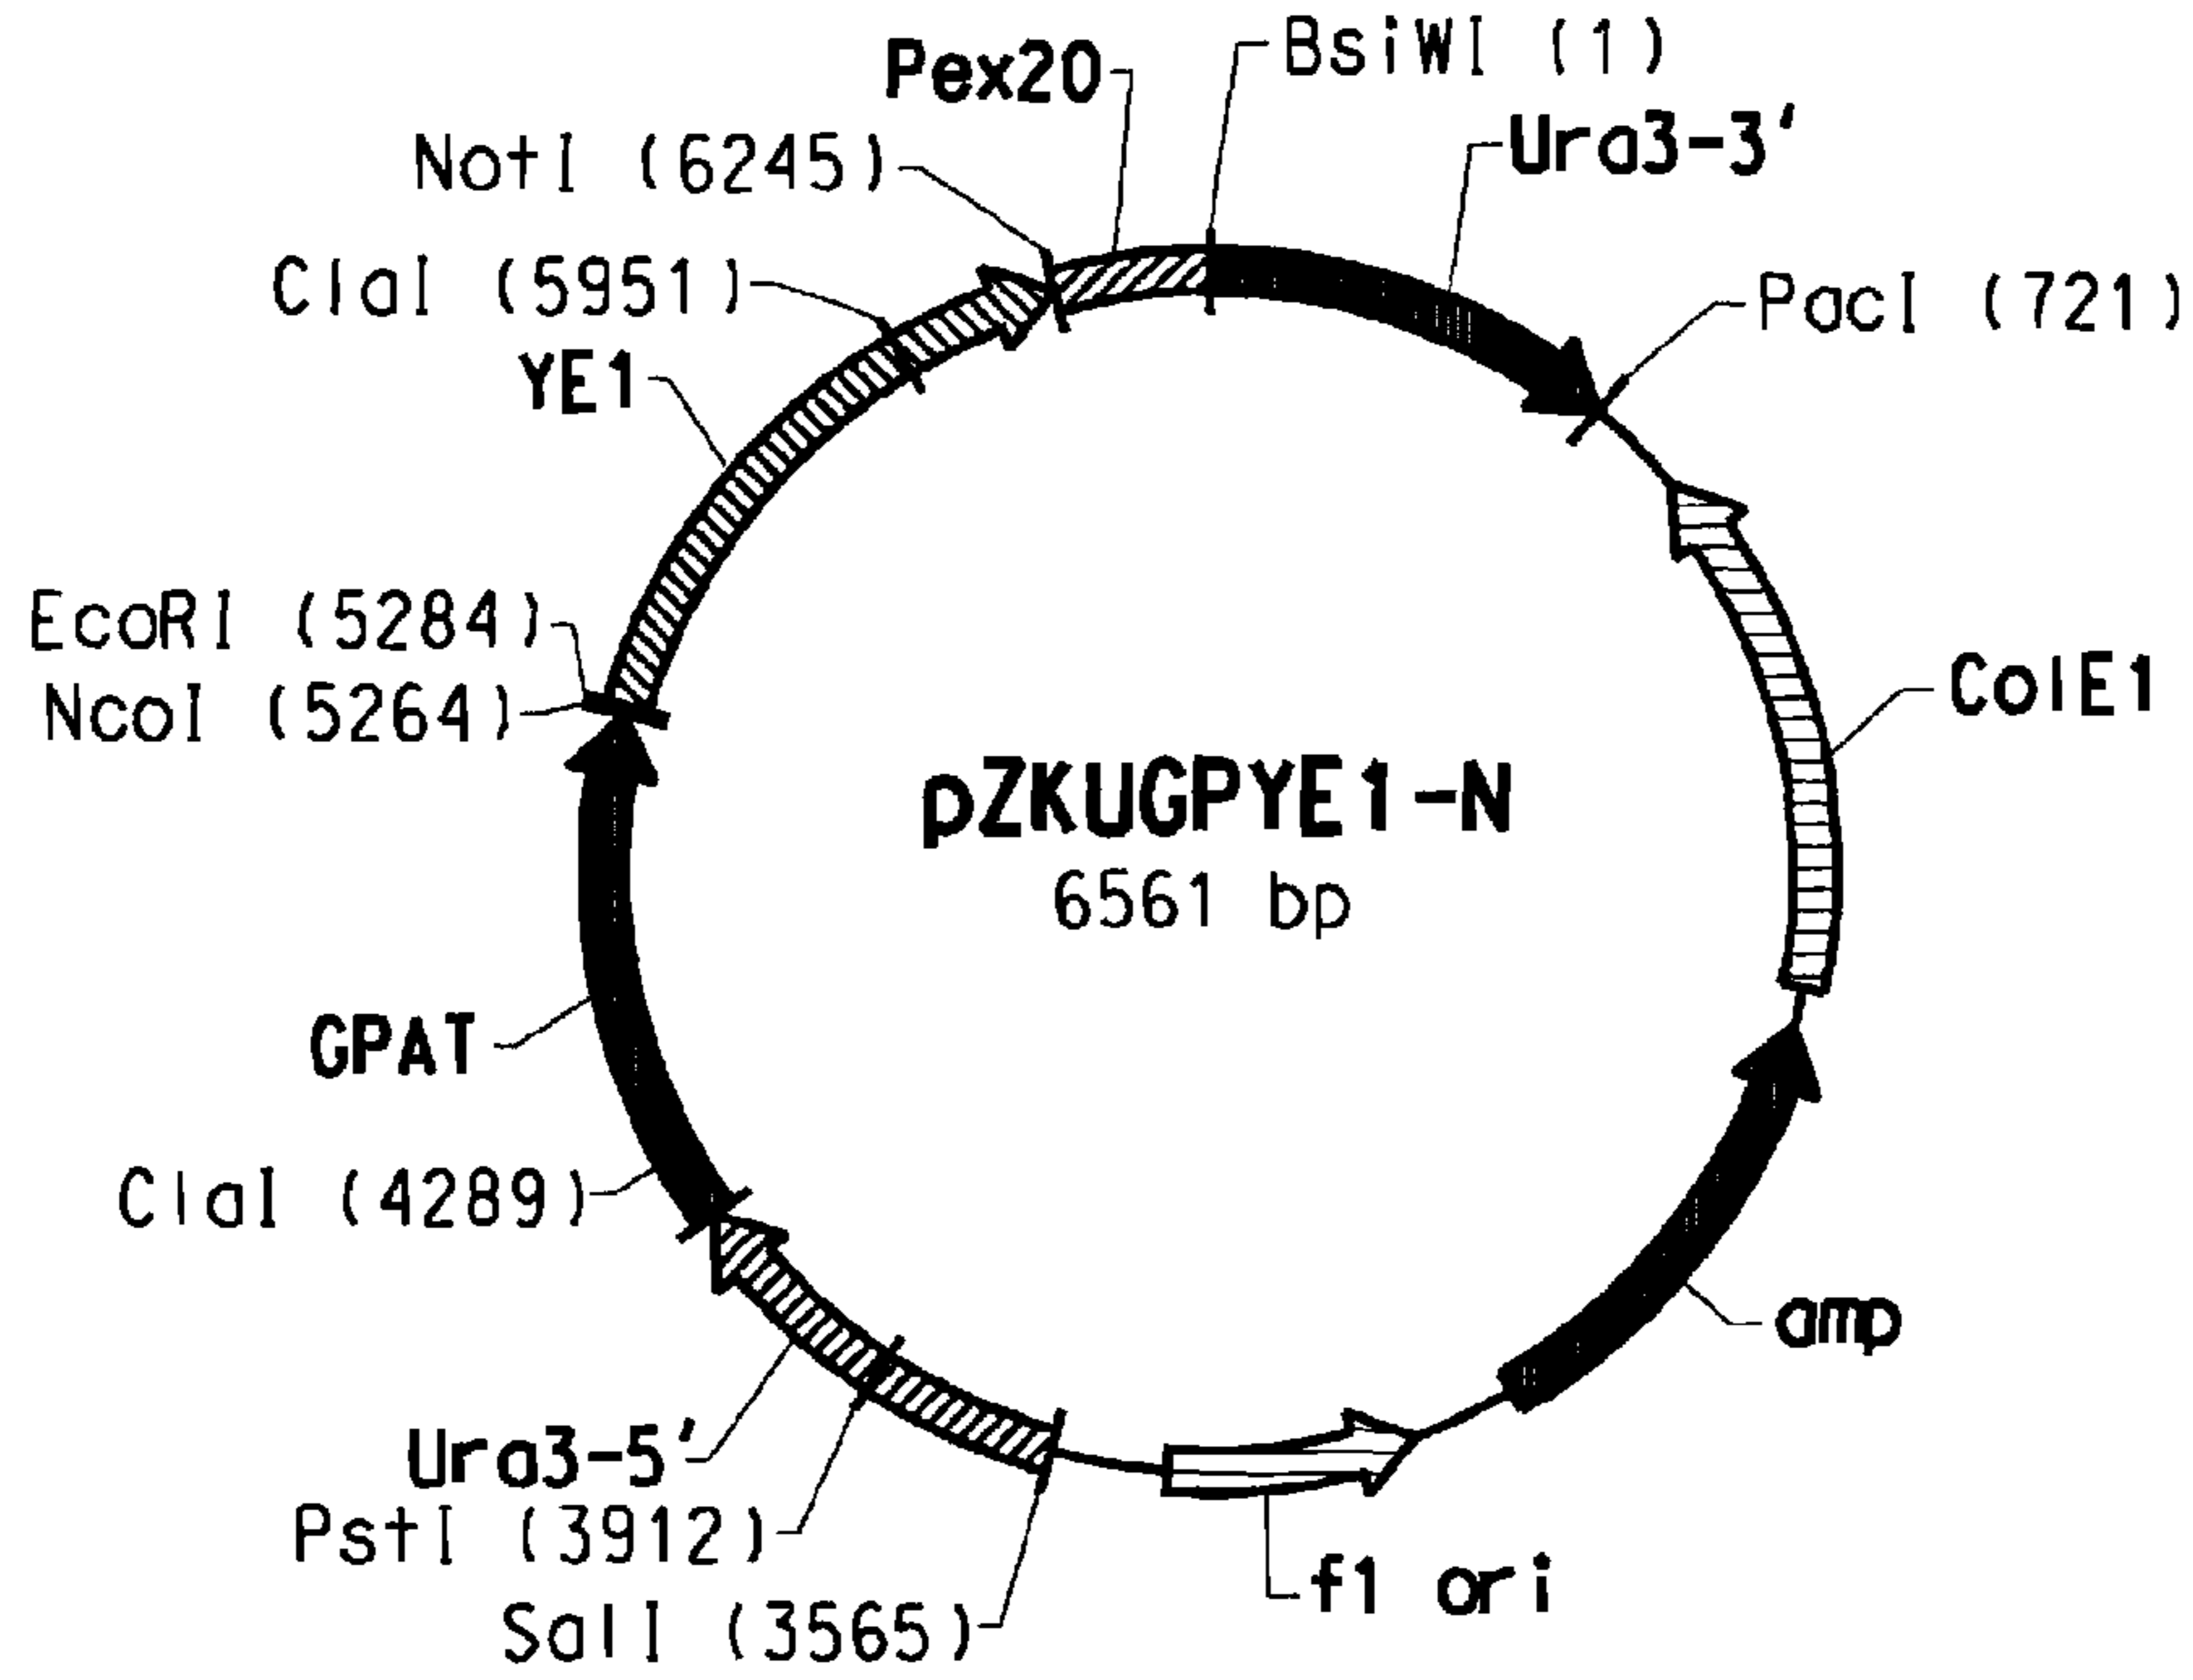 Pex20
BsiWI (1)
Ura3-3'
NotI (6245)
ClaI (5951)
PacI (721)
YE1
EcoRI (5284)
NcoI (5264)
ColE1
pZKUGPYE1-N
6561 bp
GPAT
ClaI (4289)
amp
Ura3-5'
PstI (3912)
f1 ori
SalI (3565)